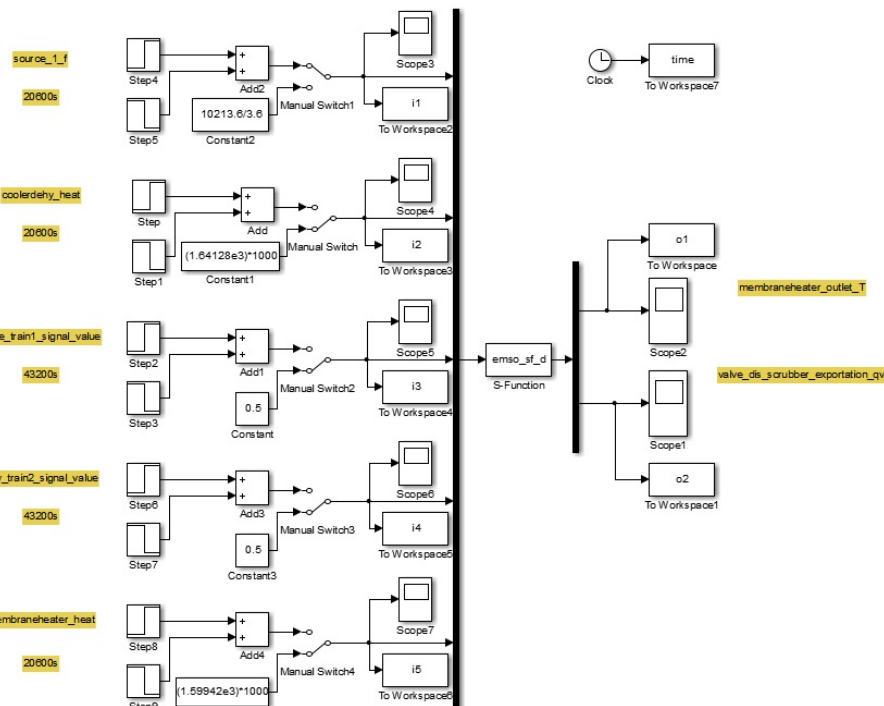 source_1_f
20600s
Step4
Step5
+
+
Add2
10213.6/3.6
Constant2
Manual Switch1
Scope3
i1
To Workspace2
coolerdehy_heat
20600s
Step
Step1
+
+
Add
(1.64128e3)*1000
Constant1
Manual Switch
Scope4
i2
To Workspace3
e_train1_signal_value
43200s
Step2
Step3
+
+
Add1
0.5
Constant
Manual Switch2
Scope5
i3
To Workspace4
_train2_signal_value
43200s
Step6
Step7
+
+
Add3
0.5
Constant3
Manual Switch3
Scope6
i4
To Workspace5
embraneheater_heat
20600s
Step8
Step9
+
+
Add4
(1.59942e3)*1000
Manual Switch4
Scope7
i5
To Workspace6
emso_sf_d
S-Function
Clock
time
To Workspace7
o1
To Workspace
Scope2
membraneheater_outlet_T
Scope1
valve_dis_scrubber_exportation_qv
o2
To Workspace1